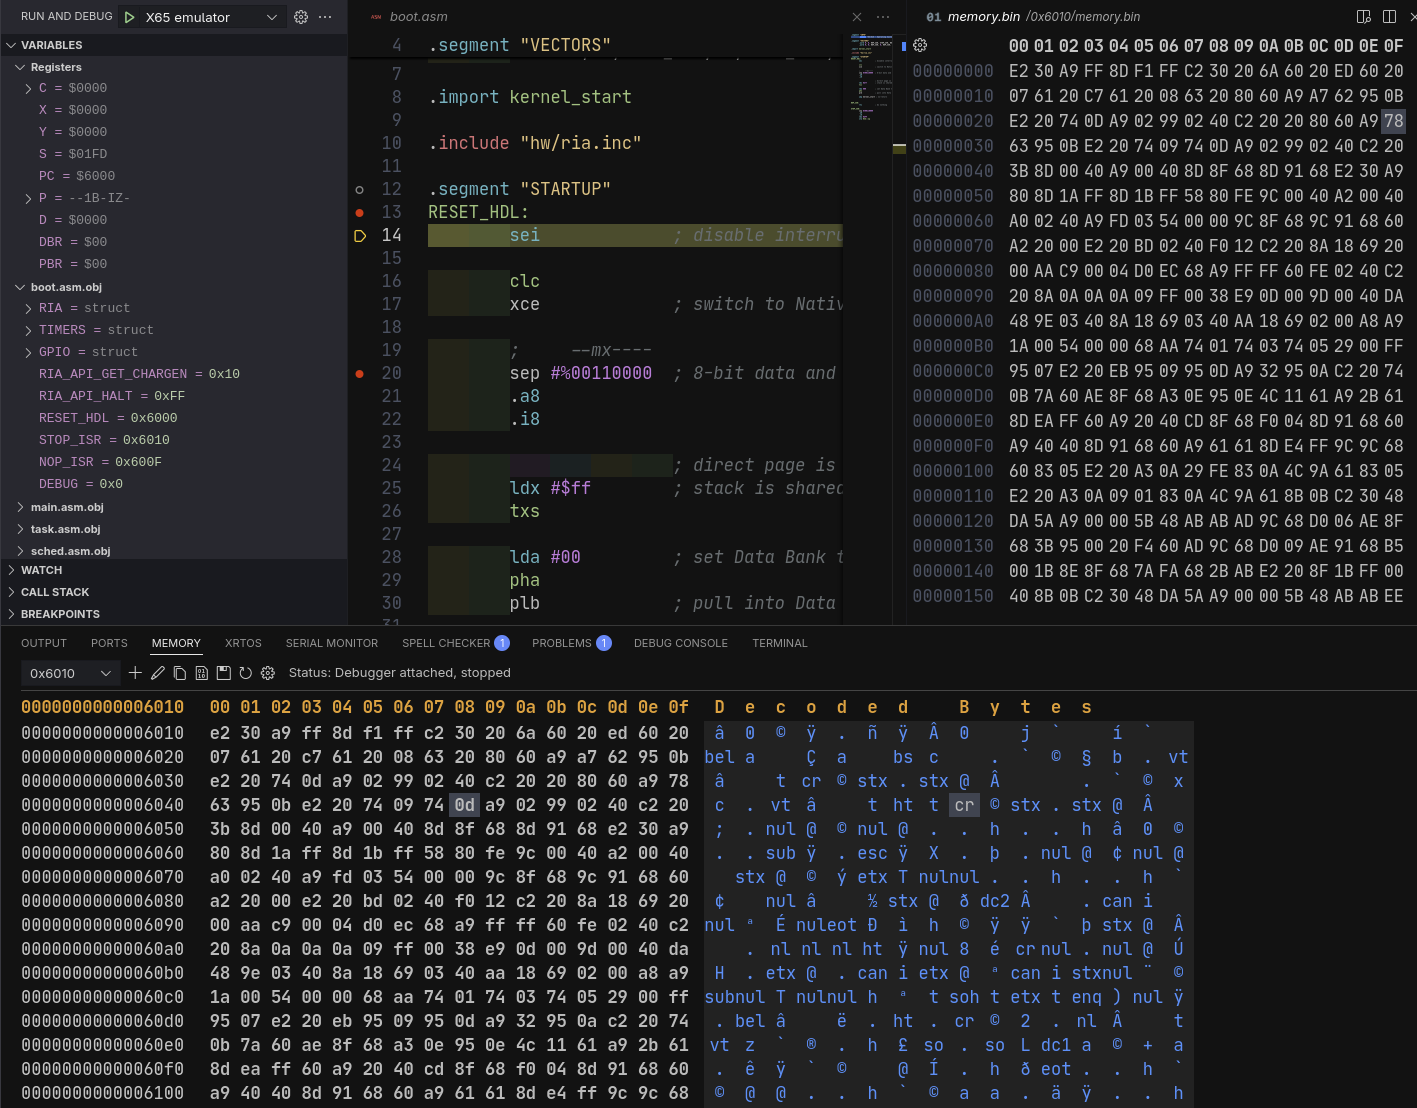 RUN AND DEBUG X65 emulator ···
VARIABLES
Registers
C = $0000
X = $0000
Y = $0000
S = $01FD
PC = $6000
P = --1B-IZ-
D = $0000
DBR = $00
PBR = $00
boot.asm.obj
RIA = struct
TIMERS = struct
GPIO = struct
RIA_API_GET_CHARGEN = 0x10
RIA_API_HALT = 0xFF
RESET_HDL = 0x6000
STOP_ISR = 0x6010
NOP_ISR = 0x600F
DEBUG = 0x0
main.asm.obj
task.asm.obj
sched.asm.obj
WATCH
CALL STACK
BREAKPOINTS
ASM boot.asm ···
4 .segment "VECTORS"
7
8 .import kernel_start
9
10 .include "hw/ria.inc"
11
12 .segment "STARTUP"
13 RESET_HDL:
14 sei ; disable interru
15
16 clc
17 xce ; switch to Nativ
18
19 ; --mx----
20 sep #%00110000 ; 8-bit data and
21 .a8
22 .i8
23
24 ; direct page is
25 ldx #$ff ; stack is shared
26 txs
27
28 lda #00 ; set Data Bank t
29 pha
30 plb ; pull into Data
31
01 memory.bin /0x6010/memory.bin
00 01 02 03 04 05 06 07 08 09 0A 0B 0C 0D 0E 0F
00000000 E2 30 A9 FF 8D F1 FF C2 30 20 6A 60 20 ED 60 20
00000010 07 61 20 C7 61 20 08 63 20 80 60 A9 A7 62 95 0B
00000020 E2 20 74 0D A9 02 99 02 40 C2 20 20 80 60 A9 78
00000030 63 95 0B E2 20 74 09 74 0D A9 02 99 02 40 C2 20
00000040 3B 8D 00 40 A9 00 40 8D 8F 68 8D 91 68 E2 30 A9
00000050 80 8D 1A FF 8D 1B FF 58 80 FE 9C 00 40 A2 00 40
00000060 A0 02 40 A9 FD 03 54 00 00 9C 8F 68 9C 91 68 60
00000070 A2 20 00 E2 20 BD 02 40 F0 12 C2 20 8A 18 69 20
00000080 00 AA C9 00 04 D0 EC 68 A9 FF FF 60 FE 02 40 C2
00000090 20 8A 0A 0A 0A 09 FF 00 38 E9 0D 00 9D 00 40 DA
000000A0 48 9E 03 40 8A 18 69 03 40 AA 18 69 02 00 A8 A9
000000B0 1A 00 54 00 00 68 AA 74 01 74 03 74 05 29 00 FF
000000C0 95 07 E2 20 EB 95 09 95 0D A9 32 95 0A C2 20 74
000000D0 0B 7A 60 AE 8F 68 A3 0E 95 0E 4C 11 61 A9 2B 61
000000E0 8D EA FF 60 A9 20 40 CD 8F 68 F0 04 8D 91 68 60
000000F0 A9 40 40 8D 91 68 60 A9 61 61 8D E4 FF 9C 9C 68
00000100 60 83 05 E2 20 A3 0A 29 FE 83 0A 4C 9A 61 83 05
00000110 E2 20 A3 0A 09 01 83 0A 4C 9A 61 8B 0B C2 30 48
00000120 DA 5A A9 00 00 5B 48 AB AB AD 9C 68 D0 06 AE 8F
00000130 68 3B 95 00 20 F4 60 AD 9C 68 D0 09 AE 91 68 B5
00000140 00 1B 8E 8F 68 7A FA 68 2B AB E2 20 8F 1B FF 00
00000150 40 8B 0B C2 30 48 DA 5A A9 00 00 5B 48 AB AB EE
OUTPUT PORTS MEMORY XRTOS SERIAL MONITOR SPELL CHECKER 1 PROBLEMS 1 DEBUG CONSOLE TERMINAL
0x6010 Status: Debugger attached, stopped
0000000000006010 00 01 02 03 04 05 06 07 08 09 0a 0b 0c 0d 0e 0f D e c o d e d B y t e s
0000000000006010 e2 30 a9 ff 8d f1 ff c2 30 20 6a 60 20 ed 60 20 â 0 © ÿ . ñ ÿ Â 0 j ` í `
0000000000006020 07 61 20 c7 61 20 08 63 20 80 60 a9 a7 62 95 0b bel a Ç a bs c . ` © § b . vt
0000000000006030 e2 20 74 0d a9 02 99 02 40 c2 20 20 80 60 a9 78 â t cr © stx . stx @ Â . ` © x
0000000000006040 63 95 0b e2 20 74 09 74 0d a9 02 99 02 40 c2 20 c . vt â t ht t cr © stx . stx @ Â
0000000000006050 3b 8d 00 40 a9 00 40 8d 8f 68 8d 91 68 e2 30 a9 ; . nul @ © nul @ . . h . . h â 0 ©
0000000000006060 80 8d 1a ff 8d 1b ff 58 80 fe 9c 00 40 a2 00 40 . . sub ÿ . esc ÿ X . þ . nul @ ¢ nul @
0000000000006070 a0 02 40 a9 fd 03 54 00 00 9c 8f 68 9c 91 68 60 stx @ © ý etx T nul nul . . h . . h `
0000000000006080 a2 20 00 e2 20 bd 02 40 f0 12 c2 20 8a 18 69 20 ¢ nul â ½ stx @ ð dc2 Â . can i
0000000000006090 00 aa c9 00 04 d0 ec 68 a9 ff ff 60 fe 02 40 c2 nul ª É nul eot Ð ì h © ÿ ÿ ` þ stx @ Â
00000000000060a0 20 8a 0a 0a 0a 09 ff 00 38 e9 0d 00 9d 00 40 da . nl nl nl ht ÿ nul 8 é cr nul . nul @ Ú
00000000000060b0 48 9e 03 40 8a 18 69 03 40 aa 18 69 02 00 a8 a9 H . etx @ . can i etx @ ª can i stx nul ¨ ©
00000000000060c0 1a 00 54 00 00 68 aa 74 01 74 03 74 05 29 00 ff sub nul T nul nul h ª t soh t etx t enq ) nul ÿ
00000000000060d0 95 07 e2 20 eb 95 09 95 0d a9 32 95 0a c2 20 74 . bel â ë . ht . cr © 2 . nl Â t
00000000000060e0 0b 7a 60 ae 8f 68 a3 0e 95 0e 4c 11 61 a9 2b 61 vt z ` ® . h £ so . so L dc1 a © + a
00000000000060f0 8d ea ff 60 a9 20 40 cd 8f 68 f0 04 8d 91 68 60 . ê ÿ ` © @ Í . h ð eot . . h `
0000000000006100 a9 40 40 8d 91 68 60 a9 61 61 8d e4 ff 9c 9c 68 © @ @ . . h ` © a a . ä ÿ . . h